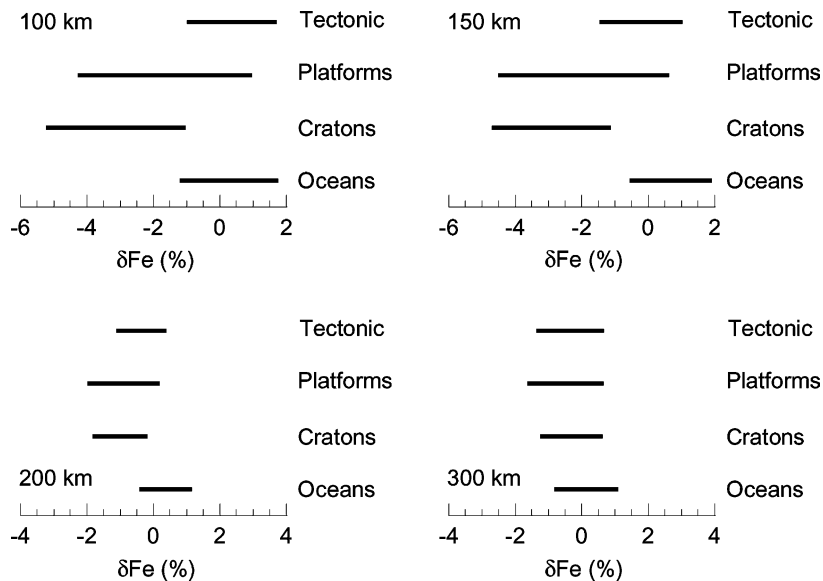 100 km
Tectonic
Platforms
Cratons
Oceans
-6 -4 -2 0 2
δFe (%)
150 km
Tectonic
Platforms
Cratons
Oceans
-6 -4 -2 0 2
δFe (%)
Tectonic
Platforms
Cratons
200 km
Oceans
-4 -2 0 2 4
δFe (%)
Tectonic
Platforms
Cratons
300 km
Oceans
-4 -2 0 2 4
δFe (%)